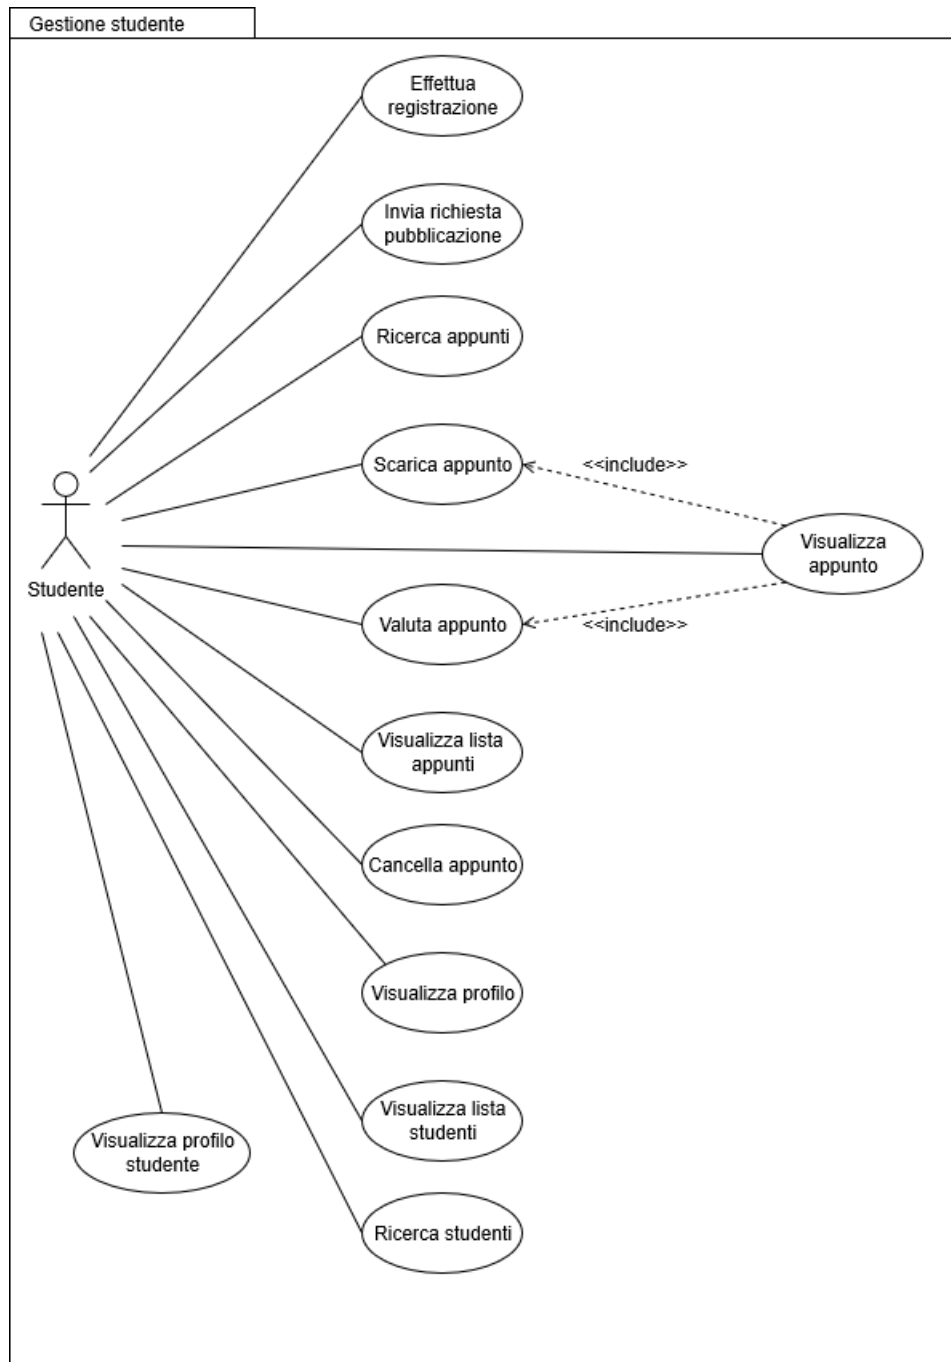 Gestione studente
Effettua
registrazione
Invia richiesta
pubblicazione
Ricerca appunti
Scarica appunto
<<include>>
Visualizza
appunto
Studente
Valuta appunto
<<include>>
Visualizza lista
appunti
Cancella appunto
Visualizza profilo
Visualizza lista
studenti
Visualizza profilo
studente
Ricerca studenti